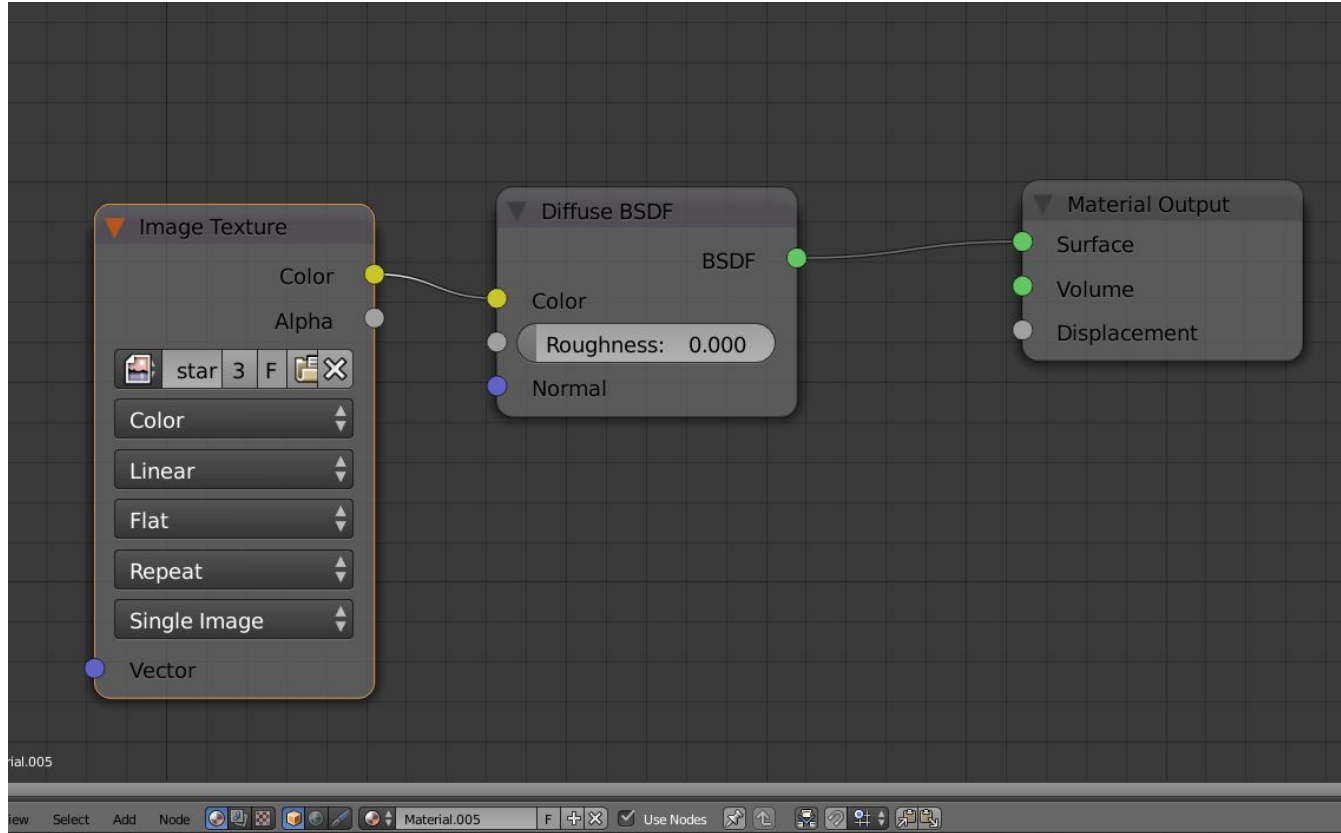 Image Texture
Color
Alpha
star 3 F
Color
Linear
Flat
Repeat
Single Image
Vector
Diffuse BSDF
BSDF
Color
Roughness: 0.000
Normal
Material Output
Surface
Volume
Displacement
rial.005
iew Select Add Node Material.005 F Use Nodes